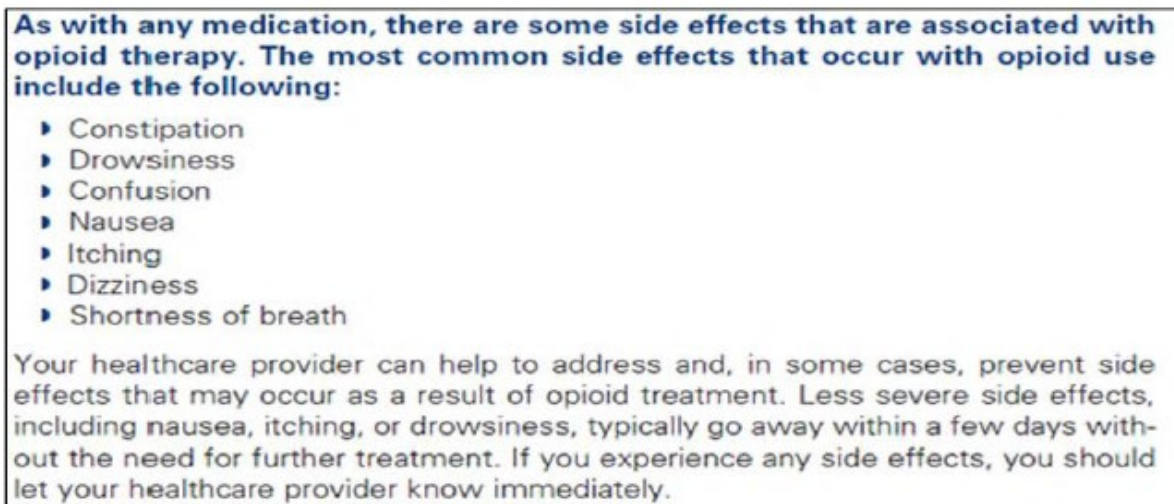 As with any medication, there are some side effects that are associated with
opioid therapy. The most common side effects that occur with opioid use
include the following:
Constipation
Drowsiness
Confusion
Nausea
Itching
Dizziness
Shortness of breath
Your healthcare provider can help to address and, in some cases, prevent side
effects that may occur as a result of opioid treatment. Less severe side effects,
including nausea, itching, or drowsiness, typically go away within a few days with-
out the need for further treatment. If you experience any side effects, you should
let your healthcare provider know immediately.